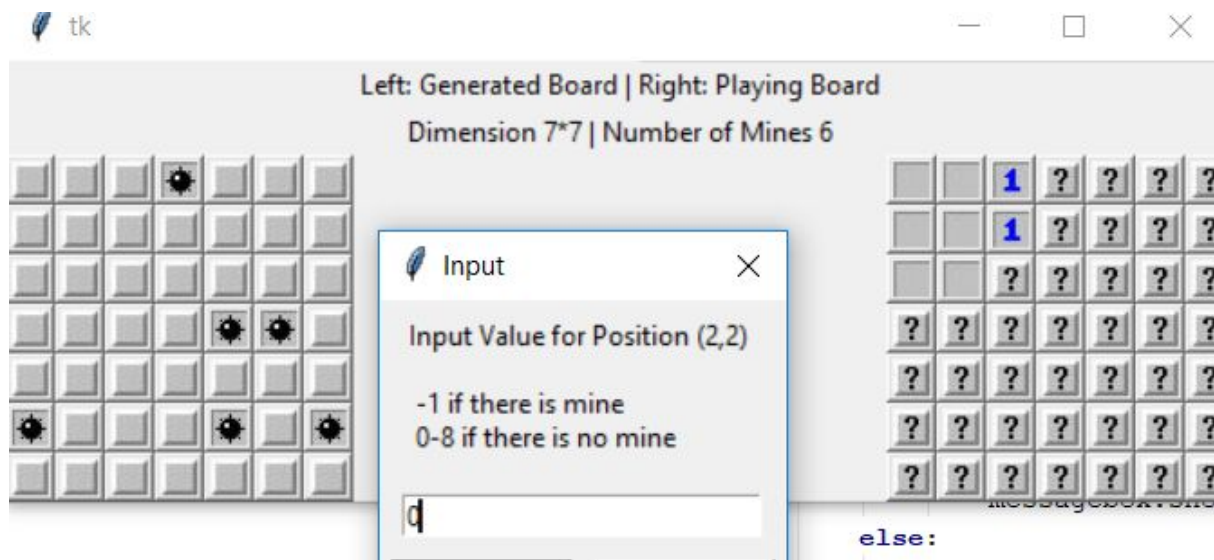 tk
Left: Generated Board | Right: Playing Board
Dimension 7*7 | Number of Mines 6
1 ? ? ? ?
1 ? ? ? ?
? ? ? ? ?
? ? ? ? ? ? ?
? ? ? ? ? ? ?
? ? ? ? ? ? ?
? ? ? ? ? ? ?
Input
Input Value for Position (2,2)
-1 if there is mine
0-8 if there is no mine
0
else: